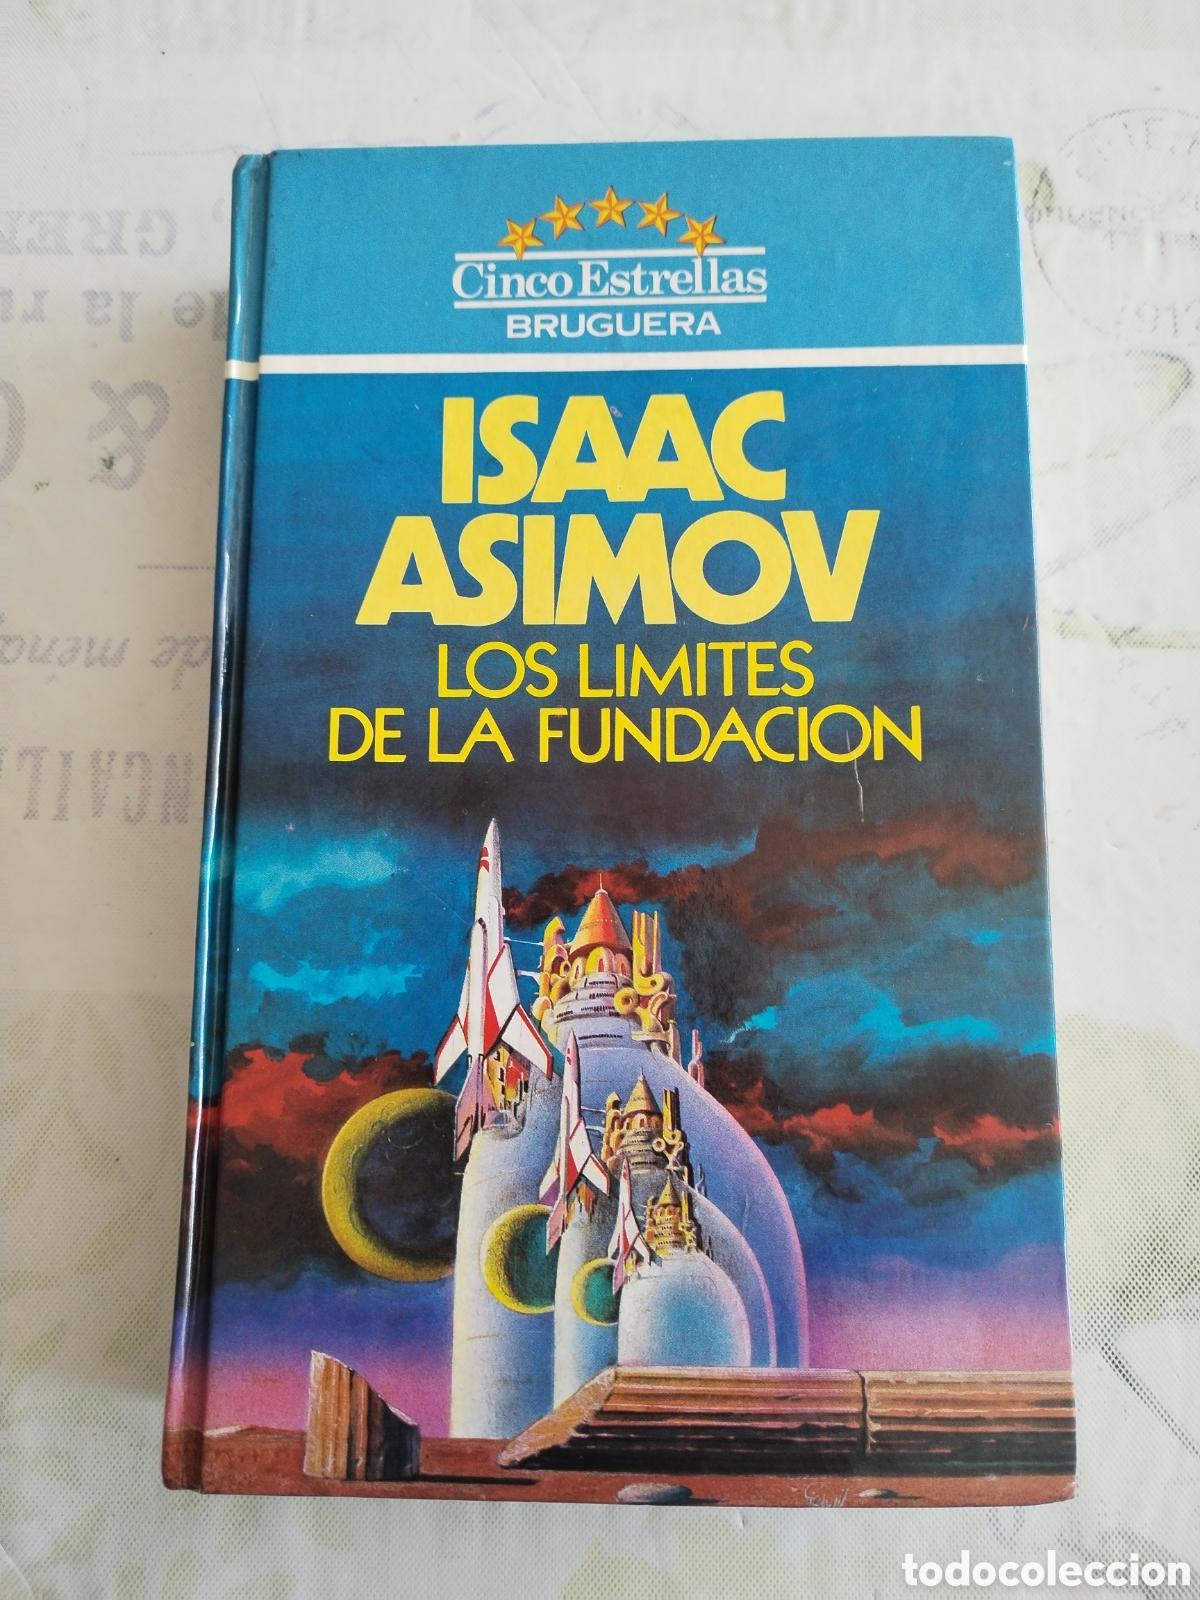 Cinco Estrellas
BRUGUERA
ISAAC
ASIMOV
LOS LIMITES
DE LA FUNDACION
todocoleccion